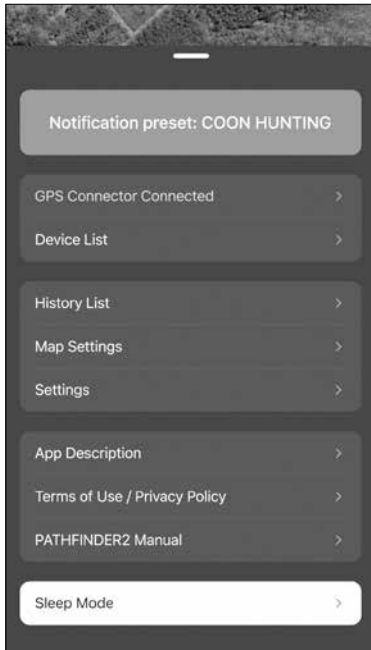 Notification preset: COON HUNTING
GPS Connector Connected
Device List
History List
Map Settings
Settings
App Description
Terms of Use / Privacy Policy
PATHFINDER2 Manual
Sleep Mode